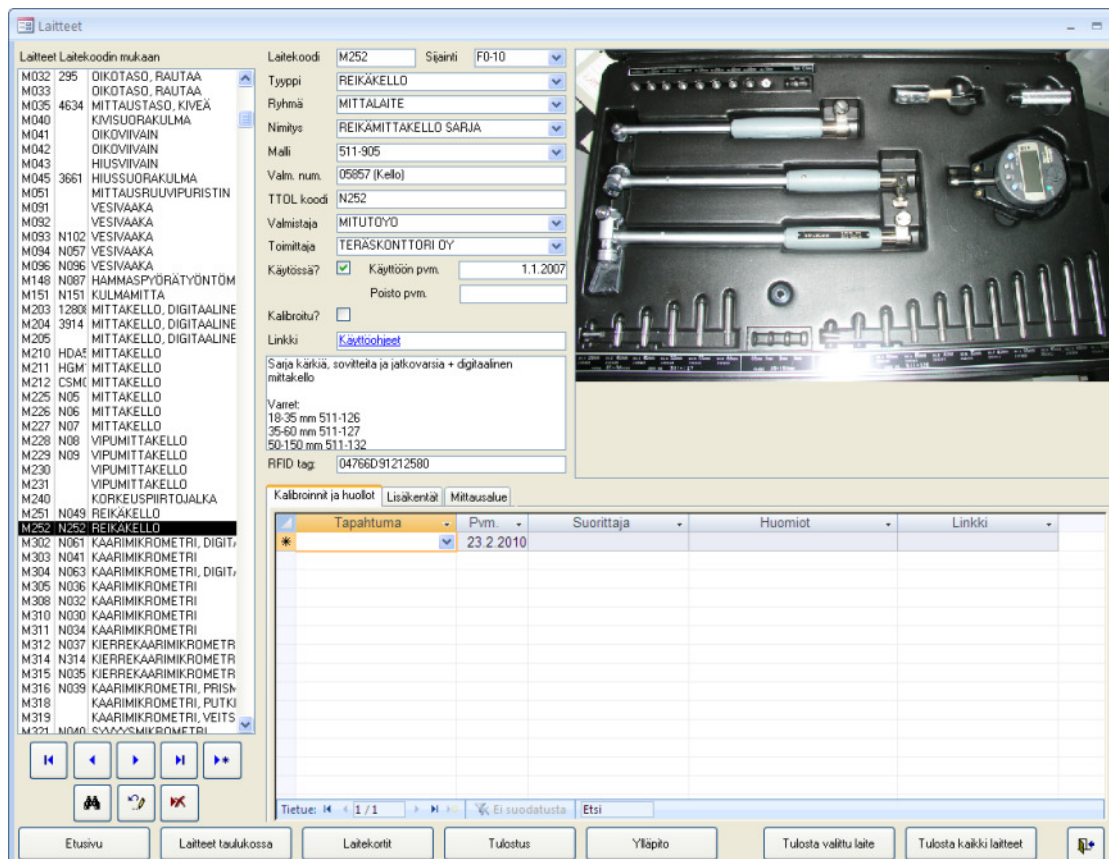 Laitteet
Laitteet Laitekoodin mukaan
M032 295 OIKOTASO, RAUTAA
M033 OIKOTASO, RAUTAA
M035 4634 MITTAUSTASO, KIVEÄ
M040 KIVISUORAKULMA
M041 OIKOVIIVAIN
M042 OIKOVIIVAIN
M043 HIUSVIIVAIN
M045 3661 HIUSSUORAKULMA
M051 MITTAUSRUUVIPURISTIN
M091 VESIVAAKA
M092 VESIVAAKA
M093 N102 VESIVAAKA
M094 N057 VESIVAAKA
M096 N096 VESIVAAKA
M148 N087 HAMMASPYÖRÄTYÖNTÖM
M151 N151 KULMAMITTA
M203 12808 MITTAKELLO, DIGITAALINE
M204 3914 MITTAKELLO, DIGITAALINE
M205 MITTAKELLO, DIGITAALINE
M210 HDA5 MITTAKELLO
M211 HGM1 MITTAKELLO
M212 CSMC MITTAKELLO
M225 N05 MITTAKELLO
M226 N06 MITTAKELLO
M227 N07 MITTAKELLO
M228 N08 VIPUMITTAKELLO
M229 N09 VIPUMITTAKELLO
M230 VIPUMITTAKELLO
M231 VIPUMITTAKELLO
M240 KORKEUSPIIRTOJALKA
M251 N049 REIKÄKELLO
M252 N252 REIKÄKELLO
M302 N061 KAARIMIKROMETRI, DIGIT
M303 N041 KAARIMIKROMETRI
M304 N063 KAARIMIKROMETRI, DIGIT
M305 N036 KAARIMIKROMETRI
M308 N032 KAARIMIKROMETRI
M310 N030 KAARIMIKROMETRI
M311 N034 KAARIMIKROMETRI
M312 N037 KIERREKAARIMIKROMETR
M314 N314 KIERREKAARIMIKROMETR
M315 N035 KIERREKAARIMIKROMETR
M316 N039 KAARIMIKROMETRI, PRISM
M318 KAARIMIKROMETRI, PUTKI
M319 KAARIMIKROMETRI, VEITS
M321 N040 SYVYYSMIKROMETRI
Laitekoodi M252 Sijainti F0-10
Tyyppi REIKÄKELLO
Ryhmä MITTALAITE
Nimitys REIKÄMITTAKELLO SARJA
Malli 511-905
Valm. num. 05857 (Kello)
TTOL koodi N252
Valmistaja MITUTOYO
Toimittaja TERÄSKONTTORI OY
Käytössä? Käyttöön pvm. 1.1.2007
Poisto pvm.
Kalibroitu?
Linkki Käyttöohjeet
Sarja kärkiä, sovitteita ja jatkovarsia + digitaalinen
mittakello
Varret:
18-35 mm 511-126
35-60 mm 511-127
50-150 mm 511-132
RFID tag: 04766D91212580
Kalibroinnit ja huollot Lisäkentät Mittausalue
Tapahtuma Pvm. Suorittaja Huomiot Linkki
23.2.2010
Tietue: 1 / 1 Ei suodatusta Etsi
Etusivu Laitteet taulukossa Laitekortit Tulostus Ylläpito Tulosta valittu laite Tulosta kaikki laitteet